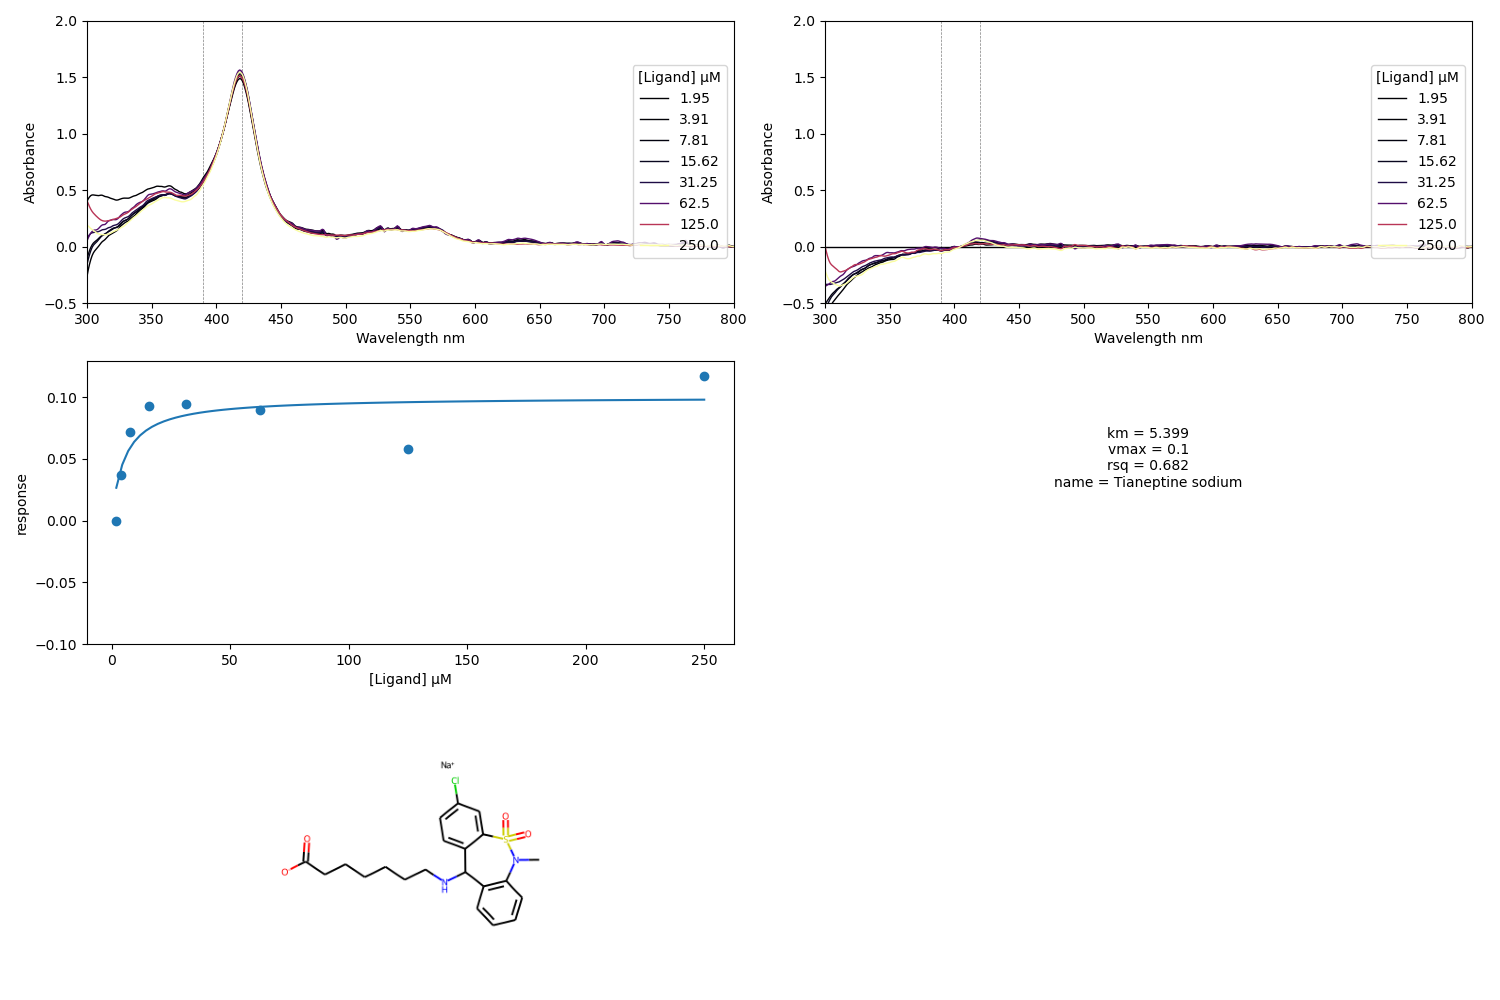 2.0
1.5
1.0
0.5
0.0
−0.5
Absorbance
300 350 400 450 500 550 600 650 700 750 800
Wavelength nm
[Ligand] µM
1.95
3.91
7.81
15.62
31.25
62.5
125.0
250.0
2.0
1.5
1.0
0.5
0.0
−0.5
Absorbance
300 350 400 450 500 550 600 650 700 750 800
Wavelength nm
[Ligand] µM
1.95
3.91
7.81
15.62
31.25
62.5
125.0
250.0
0.10
0.05
0.00
−0.05
−0.10
response
0 50 100 150 200 250
[Ligand] µM
km = 5.399
vmax = 0.1
rsq = 0.682
name = Tianeptine sodium
Na⁺
Cl
O
O
O
S
N
O⁻
N
H